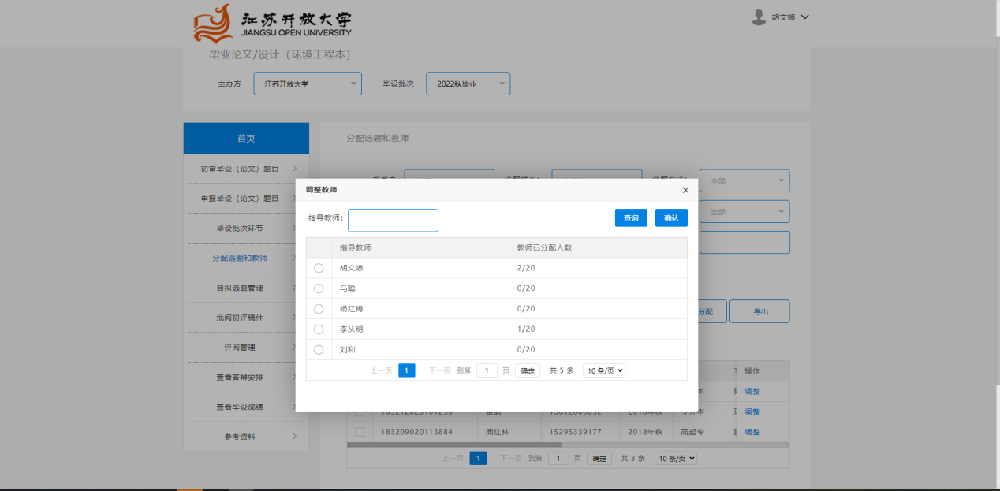 江苏开放大学
JIANGSU OPEN UNIVERSITY
胡文婷
毕业论文/设计（环境工程本）
主办方 江苏开放大学 毕设批次 2022秋毕业
首页
分配选题和教师
初审毕设（论文）题目
申报毕设（论文）题目
毕设批次环节
分配选题和教师
自拟选题管理
批阅初评稿件
评阅管理
查看答辩安排
查看毕设成绩
参考资料
全部
全部
调整教师
指导教师：
查询 确认
指导教师 教师已分配人数
胡文婷 2/20
马聪 0/20
杨红梅 0/20
李从明 1/20
刘利 0/20
上一页 1 下一页 到第 1 页 确定 共 5 条 10 条/页
分配 导出
操作
本 调整
调整
183209020113884 周红林 15295339177 2018年秋 高起专 调整
上一页 1 下一页 到第 1 页 确定 共 3 条 10 条/页